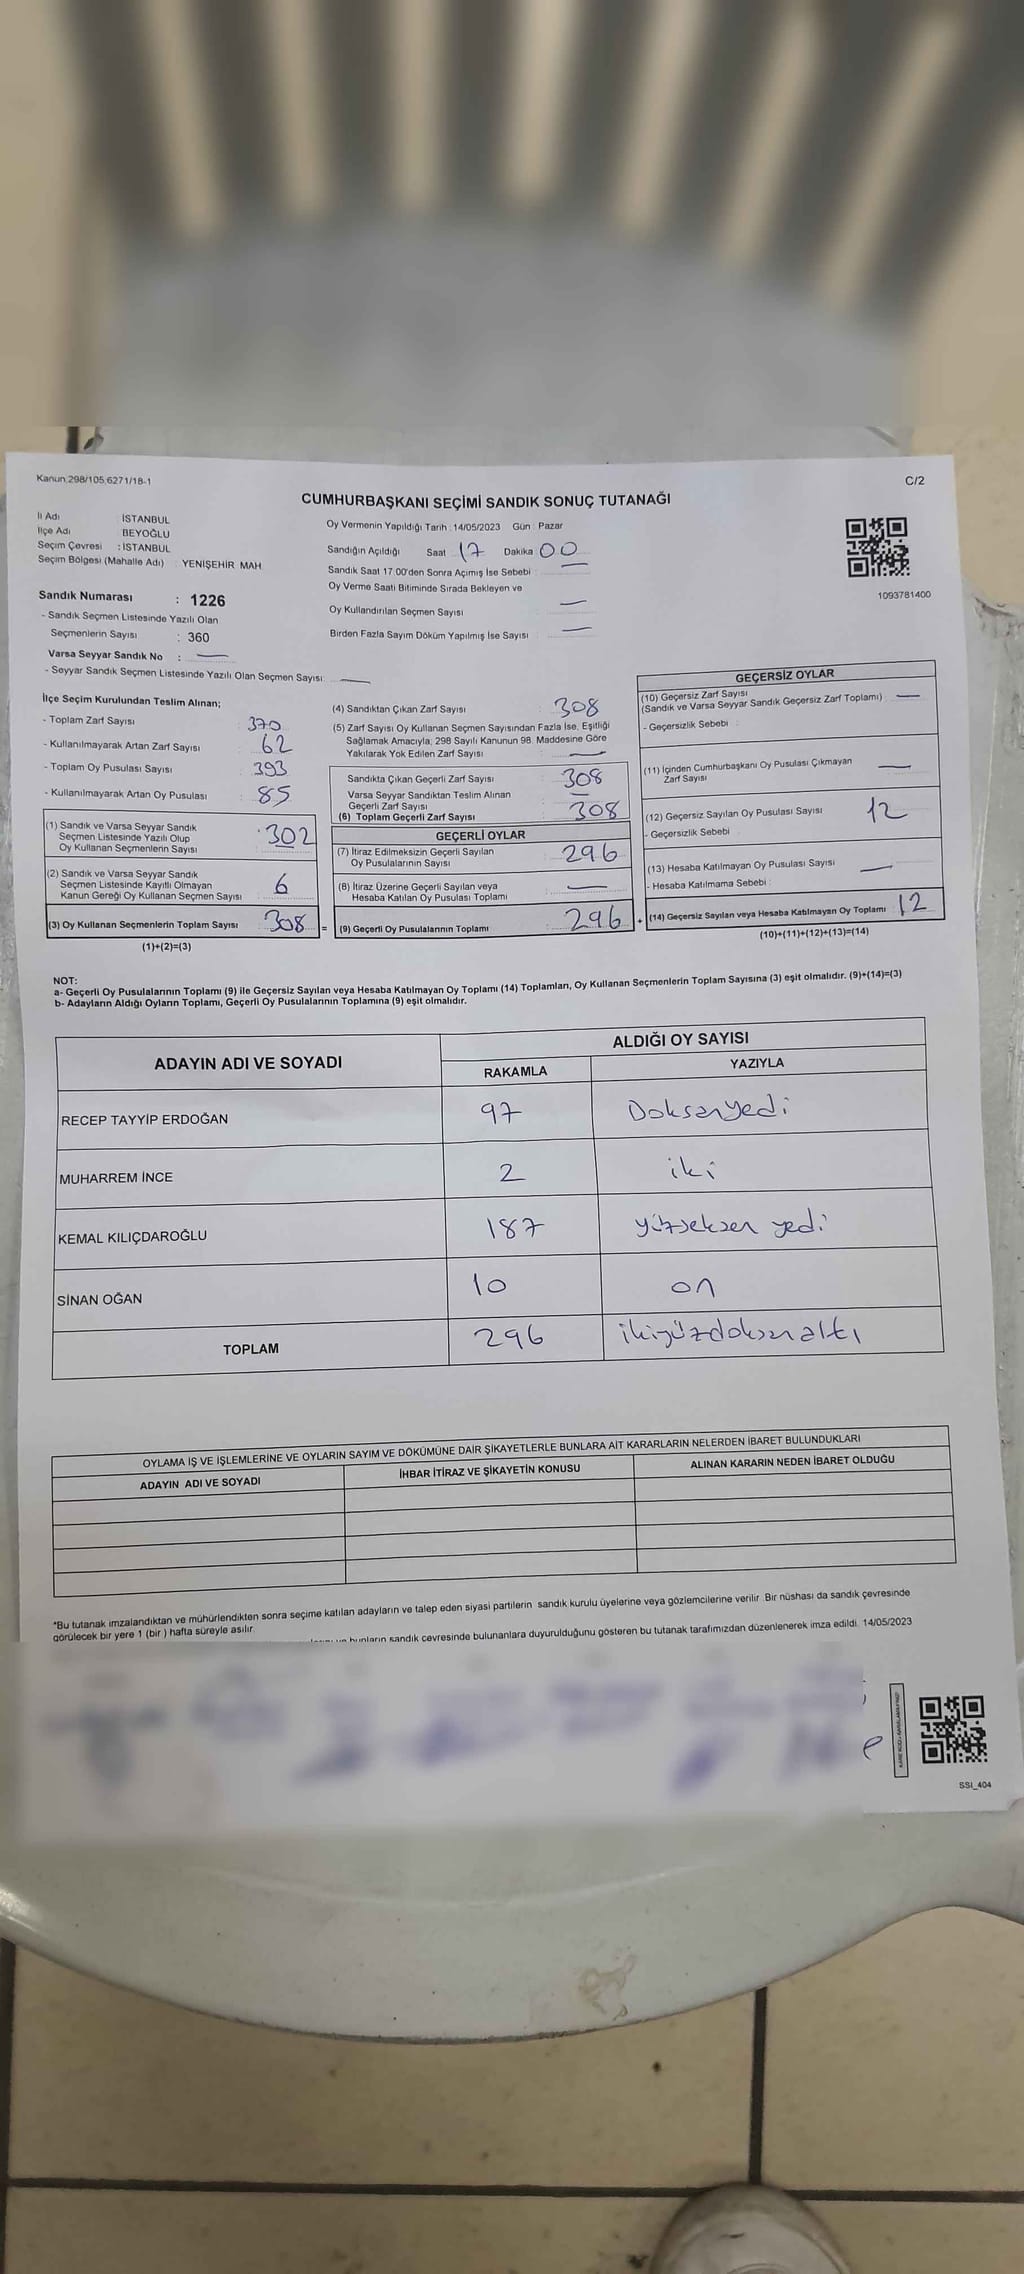 Kanun,298/105,6271/18-1
C/2
CUMHURBAŞKANI SEÇİMİ SANDIK SONUÇ TUTANAĞI
İl Adı İSTANBUL
İlçe Adı BEYOĞLU
Seçim Çevresi : İSTANBUL
Seçim Bölgesi (Mahalle Adı) YENİŞEHİR MAH.
Oy Vermenin Yapıldığı Tarih : 14/05/2023 Gün : Pazar
Sandığın Açıldığı Saat 17 Dakika 00
Sandık Saat 17.00'den Sonra Açımış İse Sebebi
Oy Verme Saati Bitiminde Sırada Bekleyen ve
Oy Kullandırılan Seçmen Sayısı —
Birden Fazla Sayım Döküm Yapılmış İse Sayısı —
1093781400
Sandık Numarası : 1226
- Sandık Seçmen Listesinde Yazılı Olan
Seçmenlerin Sayısı : 360
Varsa Seyyar Sandık No : —
- Seyyar Sandık Seçmen Listesinde Yazılı Olan Seçmen Sayısı: —
İlçe Seçim Kurulundan Teslim Alınan;
- Toplam Zarf Sayısı : 370
- Kullanılmayarak Artan Zarf Sayısı : 62
- Toplam Oy Pusulası Sayısı : 393
- Kullanılmayarak Artan Oy Pusulası : 85
(1) Sandık ve Varsa Seyyar Sandık
Seçmen Listesinde Yazılı Olup
Oy Kullanan Seçmenlerin Sayısı : 302
(2) Sandık ve Varsa Seyyar Sandık
Seçmen Listesinde Kayıtlı Olmayan
Kanun Gereği Oy Kullanan Seçmen Sayısı : 6
(3) Oy Kullanan Seçmenlerin Toplam Sayısı : 308
(1)+(2)=(3)
(4) Sandıktan Çıkan Zarf Sayısı : 308
(5) Zarf Sayısı Oy Kullanan Seçmen Sayısından Fazla İse, Eşitliği
Sağlamak Amacıyla; 298 Sayılı Kanunun 98. Maddesine Göre
Yakılarak Yok Edilen Zarf Sayısı : —
Sandıkta Çıkan Geçerli Zarf Sayısı : 308
Varsa Seyyar Sandıktan Teslim Alınan
Geçerli Zarf Sayısı : —
(6) Toplam Geçerli Zarf Sayısı : 308
GEÇERLİ OYLAR
(7) İtiraz Edilmeksizin Geçerli Sayılan
Oy Pusulalarının Sayısı : 296
(8) İtiraz Üzerine Geçerli Sayılan veya
Hesaba Katılan Oy Pusulası Toplamı : —
= (9) Geçerli Oy Pusulalarının Toplamı : 296
GEÇERSİZ OYLAR
(10) Geçersiz Zarf Sayısı
(Sandık ve Varsa Seyyar Sandık Geçersiz Zarf Toplamı) : —
- Geçersizlik Sebebi :
(11) İçinden Cumhurbaşkanı Oy Pusulası Çıkmayan
Zarf Sayısı : —
(12) Geçersiz Sayılan Oy Pusulası Sayısı : 12
- Geçersizlik Sebebi :
(13) Hesaba Katılmayan Oy Pusulası Sayısı : —
- Hesaba Katılmama Sebebi :
+ (14) Geçersiz Sayılan veya Hesaba Katılmayan Oy Toplamı : 12
(10)+(11)+(12)+(13)=(14)
NOT:
a- Geçerli Oy Pusulalarının Toplamı (9) ile Geçersiz Sayılan veya Hesaba Katılmayan Oy Toplamı (14) Toplamları, Oy Kullanan Seçmenlerin Toplam Sayısına (3) eşit olmalıdır. (9)+(14)=(3)
b- Adayların Aldığı Oyların Toplamı, Geçerli Oy Pusulalarının Toplamına (9) eşit olmalıdır.
ADAYIN ADI VE SOYADI ALDIĞI OY SAYISI
RAKAMLA YAZIYLA
RECEP TAYYİP ERDOĞAN 97 Doksanyedi
MUHARREM İNCE 2 iki
KEMAL KILIÇDAROĞLU 187 yüzseksen yedi
SİNAN OĞAN 10 on
TOPLAM 296 ikiyüzdoksanaltı
OYLAMA İŞ VE İŞLEMLERİNE VE OYLARIN SAYIM VE DÖKÜMÜNE DAİR ŞİKAYETLERLE BUNLARA AİT KARARLARIN NELERDEN İBARET BULUNDUKLARI
ADAYIN ADI VE SOYADI İHBAR İTİRAZ VE ŞİKAYETİN KONUSU ALINAN KARARIN NEDEN İBARET OLDUĞU
*Bu tutanak imzalandıktan ve mühürlendikten sonra seçime katılan adayların ve talep eden siyasi partilerin sandık kurulu üyelerine veya gözlemcilerine verilir. Bir nüshası da sandık çevresinde
görülecek bir yere 1 (bir ) hafta süreyle asılır.
bunların sandık çevresinde bulunanlara duyurulduğunu gösteren bu tutanak tarafımızdan düzenlenerek imza edildi. 14/05/2023
SSI_404